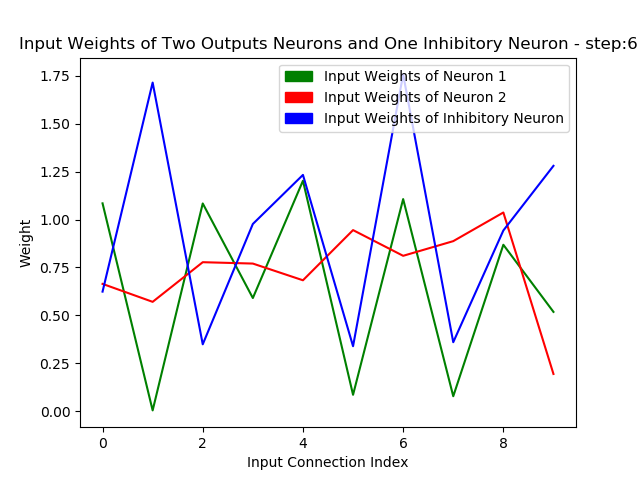 Input Weights of Two Outputs Neurons and One Inhibitory Neuron - step:6
Input Weights of Neuron 1
Input Weights of Neuron 2
Input Weights of Inhibitory Neuron
Weight
1.75
1.50
1.25
1.00
0.75
0.50
0.25
0.00
0 2 4 6 8
Input Connection Index